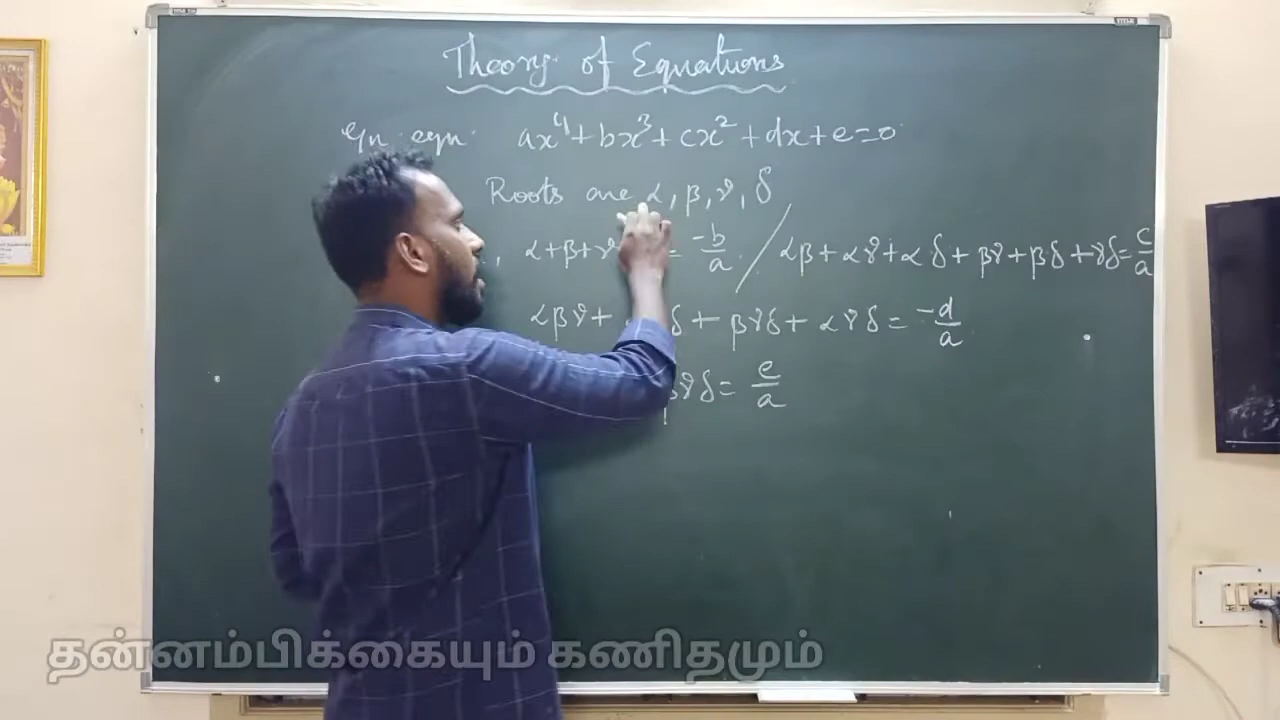 Theory of Equations
Gn eqn ax⁴+bx³+cx²+dx+e=0
Roots are α, β, γ, δ
, α+β+γ = -b/a / αβ+αγ+αδ+βγ+βδ+γδ=c/a
αβγ+ δ+βγδ+αγδ= -d/a
βγδ= e/a
தன்னம்பிக்கையும் கணிதமும்